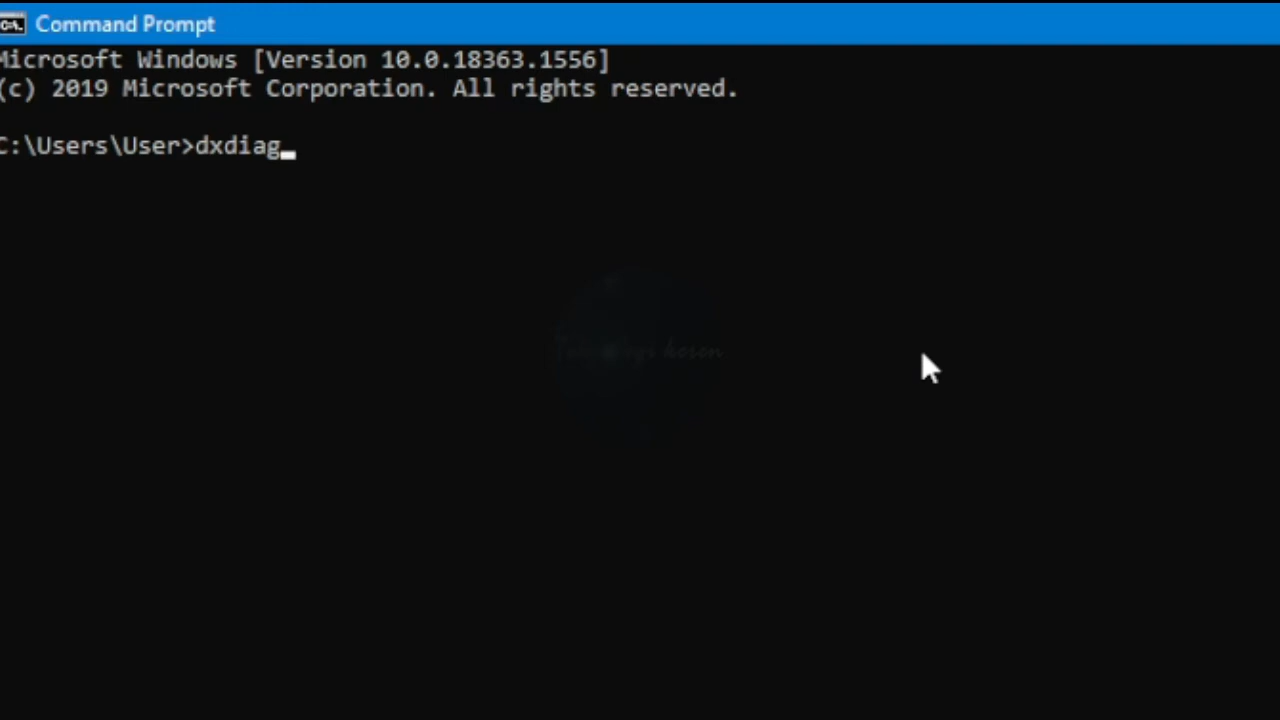 Command Prompt
Microsoft Windows [Version 10.0.18363.1556]
(c) 2019 Microsoft Corporation. All rights reserved.
C:\Users\User>dxdiag